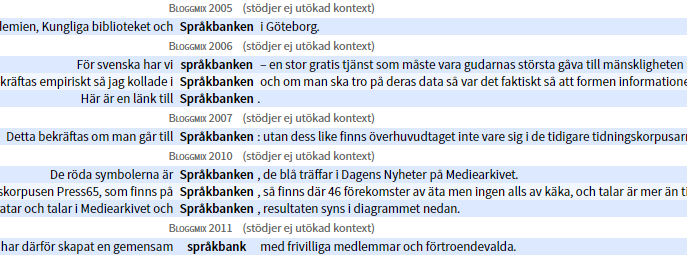 Bloggmix 2005 (stödjer ej utökad kontext)
demien, Kungliga biblioteket och Språkbanken i Göteborg.
Bloggmix 2006 (stödjer ej utökad kontext)
För svenska har vi språkbanken – en stor gratis tjänst som måste vara gudarnas största gåva till mänskligheten
kräftas empiriskt så jag kollade i Språkbanken och om man ska tro på deras data så var det faktiskt så att formen informatione
Här är en länk till Språkbanken .
Bloggmix 2007 (stödjer ej utökad kontext)
Detta bekräftas om man går till Språkbanken : utan dess like finns överhuvudtaget inte vare sig i de tidigare tidningskorpusar
Bloggmix 2010 (stödjer ej utökad kontext)
De röda symbolerna är Språkbanken , de blå träffar i Dagens Nyheter på Mediearkivet.
skorpusen Press65, som finns på Språkbanken , så finns där 46 förekomster av äta men ingen alls av käka, och talar är mer än ti
atar och talar i Mediearkivet och Språkbanken , resultaten syns i diagrammet nedan.
Bloggmix 2011 (stödjer ej utökad kontext)
har därför skapat en gemensam språkbank med frivilliga medlemmar och förtroendevalda.